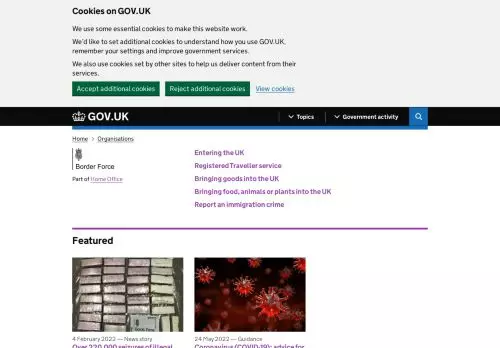 Cookies on GOV.UK
We use some essential cookies to make this website work.
We'd like to set additional cookies to understand how you use GOV.UK,
remember your settings and improve government services.
We also use cookies set by other sites to help us deliver content from their
services.
Accept additional cookies Reject additional cookies View cookies
GOV.UK Topics Government activity
Home > Organisations
Border Force
Part of Home Office
Entering the UK
Registered Traveller service
Bringing goods into the UK
Bringing food, animals or plants into the UK
Report an immigration crime
Featured
4 February 2022 — News story
Over 220,000 seizures of illegal
24 May 2022 — Guidance
Coronavirus (COVID-19): advice for